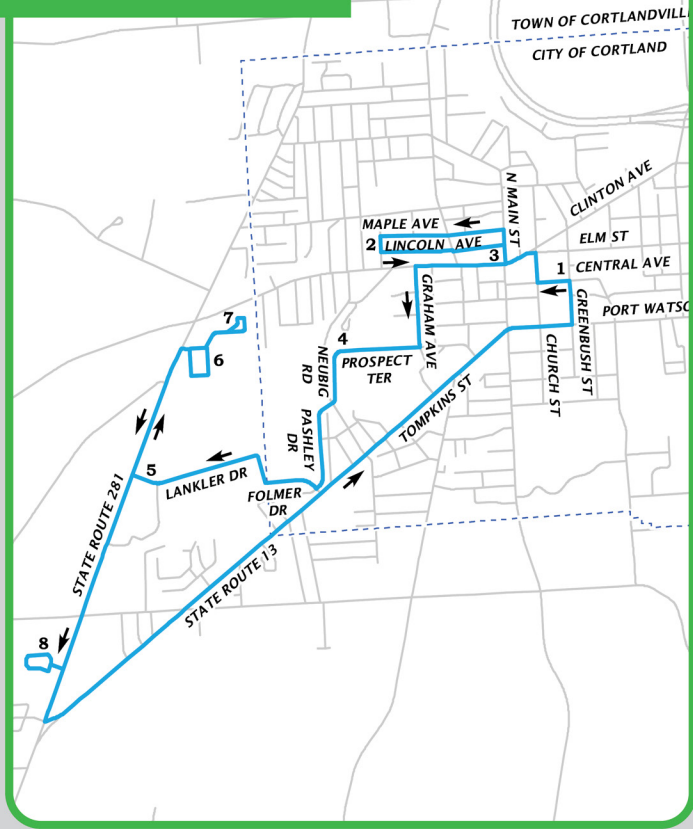 TOWN OF CORTLANDVILL
CITY OF CORTLAND
N MAIN ST
CLINTON AVE
MAPLE AVE
2
LINCOLN AVE
3
ELM ST
1
CENTRAL AVE
GRAHAM AVE
GREENBUSH ST
PORT WATSO
7
6
4
NEUBIG
RD
PROSPECT
TER
CHURCH ST
PASHLEY
DR
TOMPKINS ST
5
LANKLER DR
FOLMER
DR
STATE ROUTE 281
STATE ROUTE 13
8